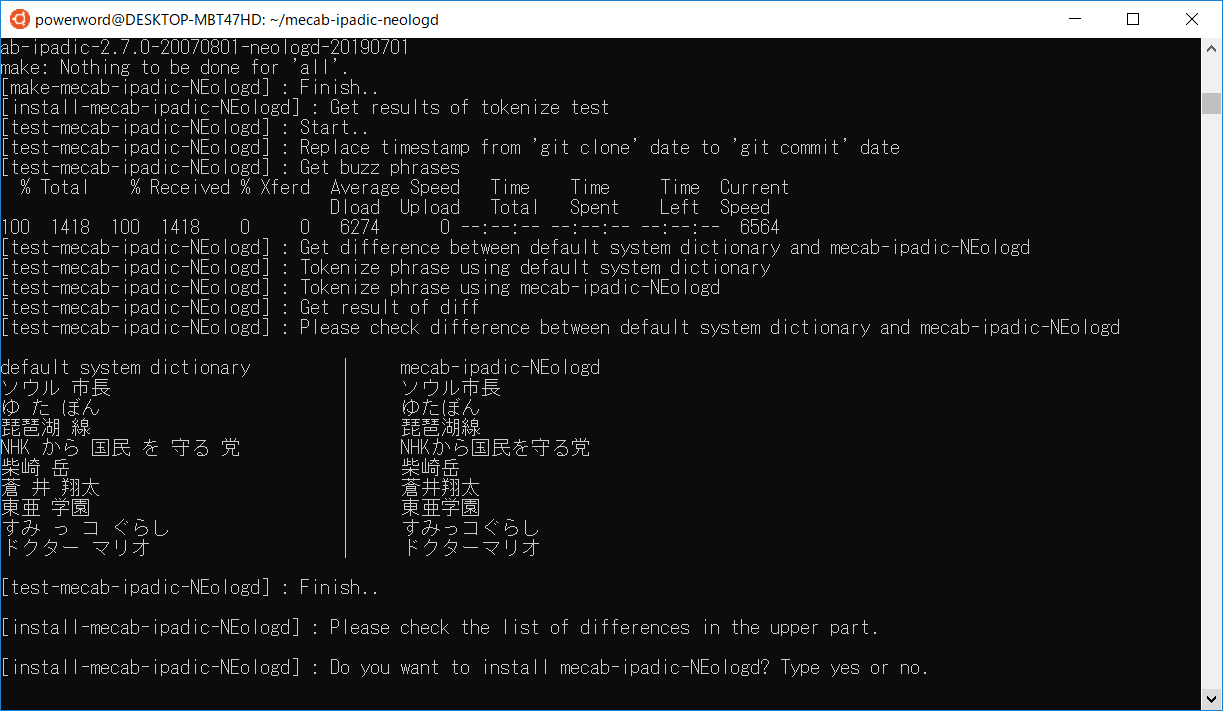 powerword@DESKTOP-MBT47HD: ~/mecab-ipadic-neologd
ab-ipadic-2.7.0-20070801-neologd-20190701
make: Nothing to be done for 'all'.
[make-mecab-ipadic-NEologd] : Finish..
[install-mecab-ipadic-NEologd] : Get results of tokenize test
[test-mecab-ipadic-NEologd] : Start..
[test-mecab-ipadic-NEologd] : Replace timestamp from 'git clone' date to 'git commit' date
[test-mecab-ipadic-NEologd] : Get buzz phrases
  % Total    % Received % Xferd  Average Speed   Time    Time     Time  Current
                                 Dload  Upload   Total   Spent    Left  Speed
100  1418  100  1418    0     0   6274      0 --:--:-- --:--:-- --:--:--  6564
[test-mecab-ipadic-NEologd] : Get difference between default system dictionary and mecab-ipadic-NEologd
[test-mecab-ipadic-NEologd] : Tokenize phrase using default system dictionary
[test-mecab-ipadic-NEologd] : Tokenize phrase using mecab-ipadic-NEologd
[test-mecab-ipadic-NEologd] : Get result of diff
[test-mecab-ipadic-NEologd] : Please check difference between default system dictionary and mecab-ipadic-NEologd
default system dictionary | mecab-ipadic-NEologd
ソウル 市長 | ソウル市長
ゆ た ぼん | ゆたぼん
琵琶湖 線 | 琵琶湖線
NHK から 国民 を 守る 党 | NHKから国民を守る党
柴崎 岳 | 柴崎岳
蒼 井 翔太 | 蒼井翔太
東亜 学園 | 東亜学園
すみ っ コ ぐらし | すみっコぐらし
ドクター マリオ | ドクターマリオ
[test-mecab-ipadic-NEologd] : Finish..
[install-mecab-ipadic-NEologd] : Please check the list of differences in the upper part.
[install-mecab-ipadic-NEologd] : Do you want to install mecab-ipadic-NEologd? Type yes or no.